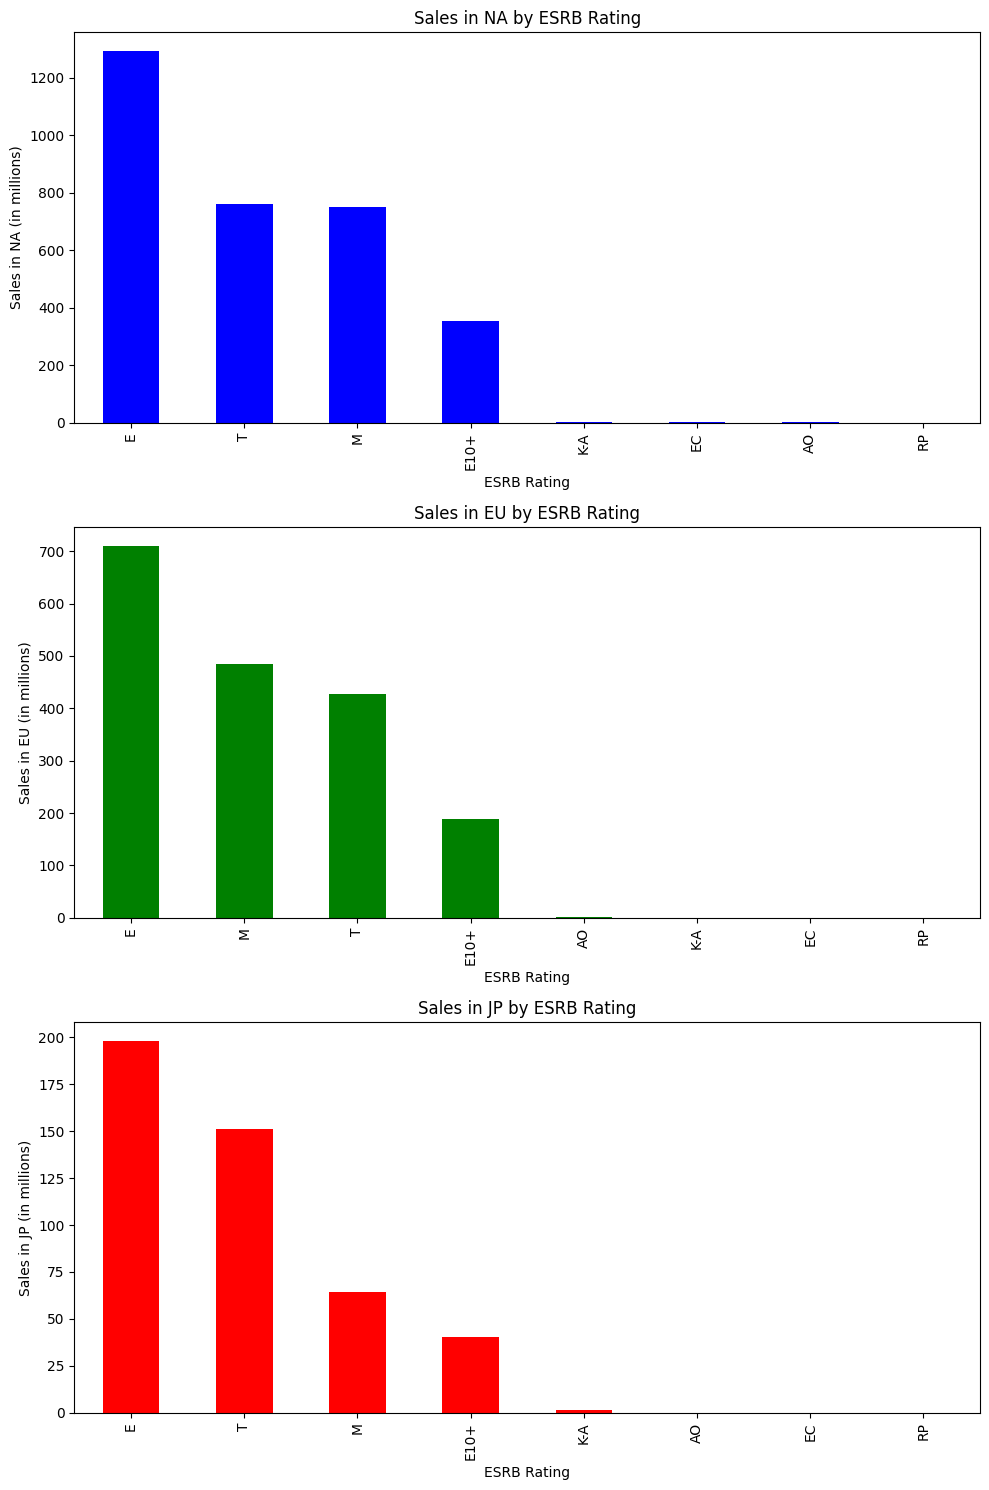 Sales in NA by ESRB Rating
Sales in NA (in millions)
1200
1000
800
600
400
200
0
E
T
M
E10+
K-A
EC
AO
RP
ESRB Rating
Sales in EU by ESRB Rating
Sales in EU (in millions)
700
600
500
400
300
200
100
0
E
M
T
E10+
AO
K-A
EC
RP
ESRB Rating
Sales in JP by ESRB Rating
Sales in JP (in millions)
200
175
150
125
100
75
50
25
0
E
T
M
E10+
K-A
AO
EC
RP
ESRB Rating